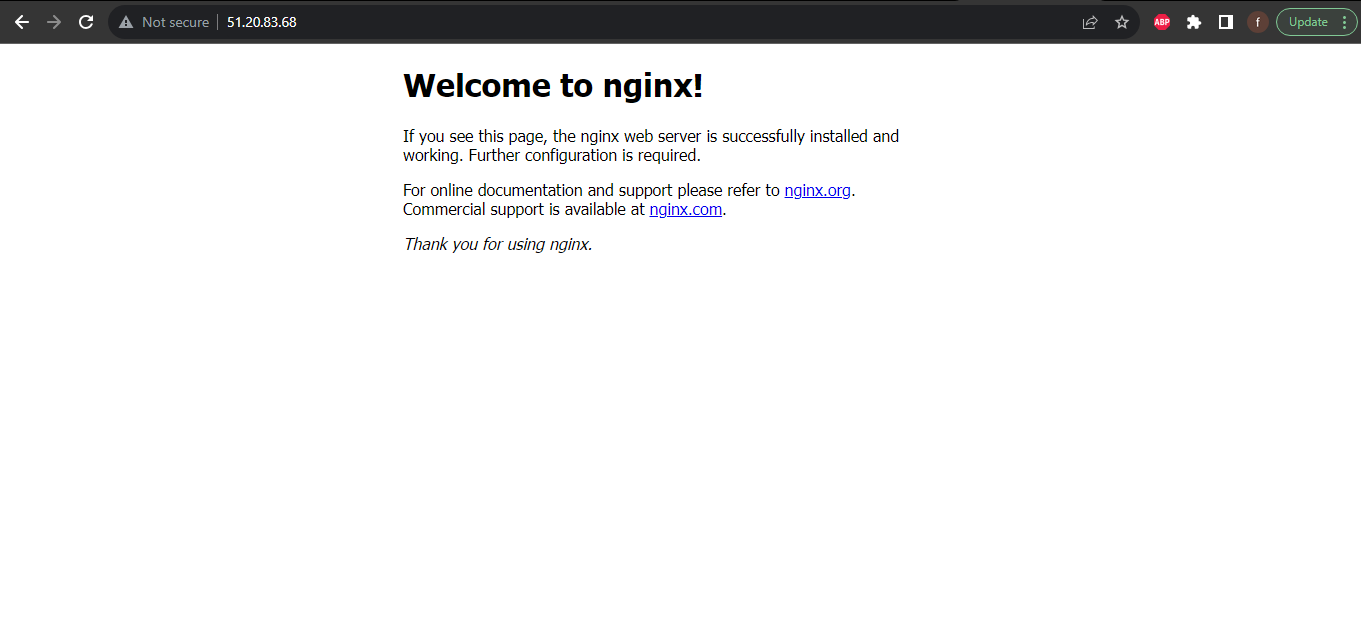 Not secure 51.20.83.68 ABP f Update
Welcome to nginx!
If you see this page, the nginx web server is successfully installed and
working. Further configuration is required.
For online documentation and support please refer to nginx.org.
Commercial support is available at nginx.com.
Thank you for using nginx.